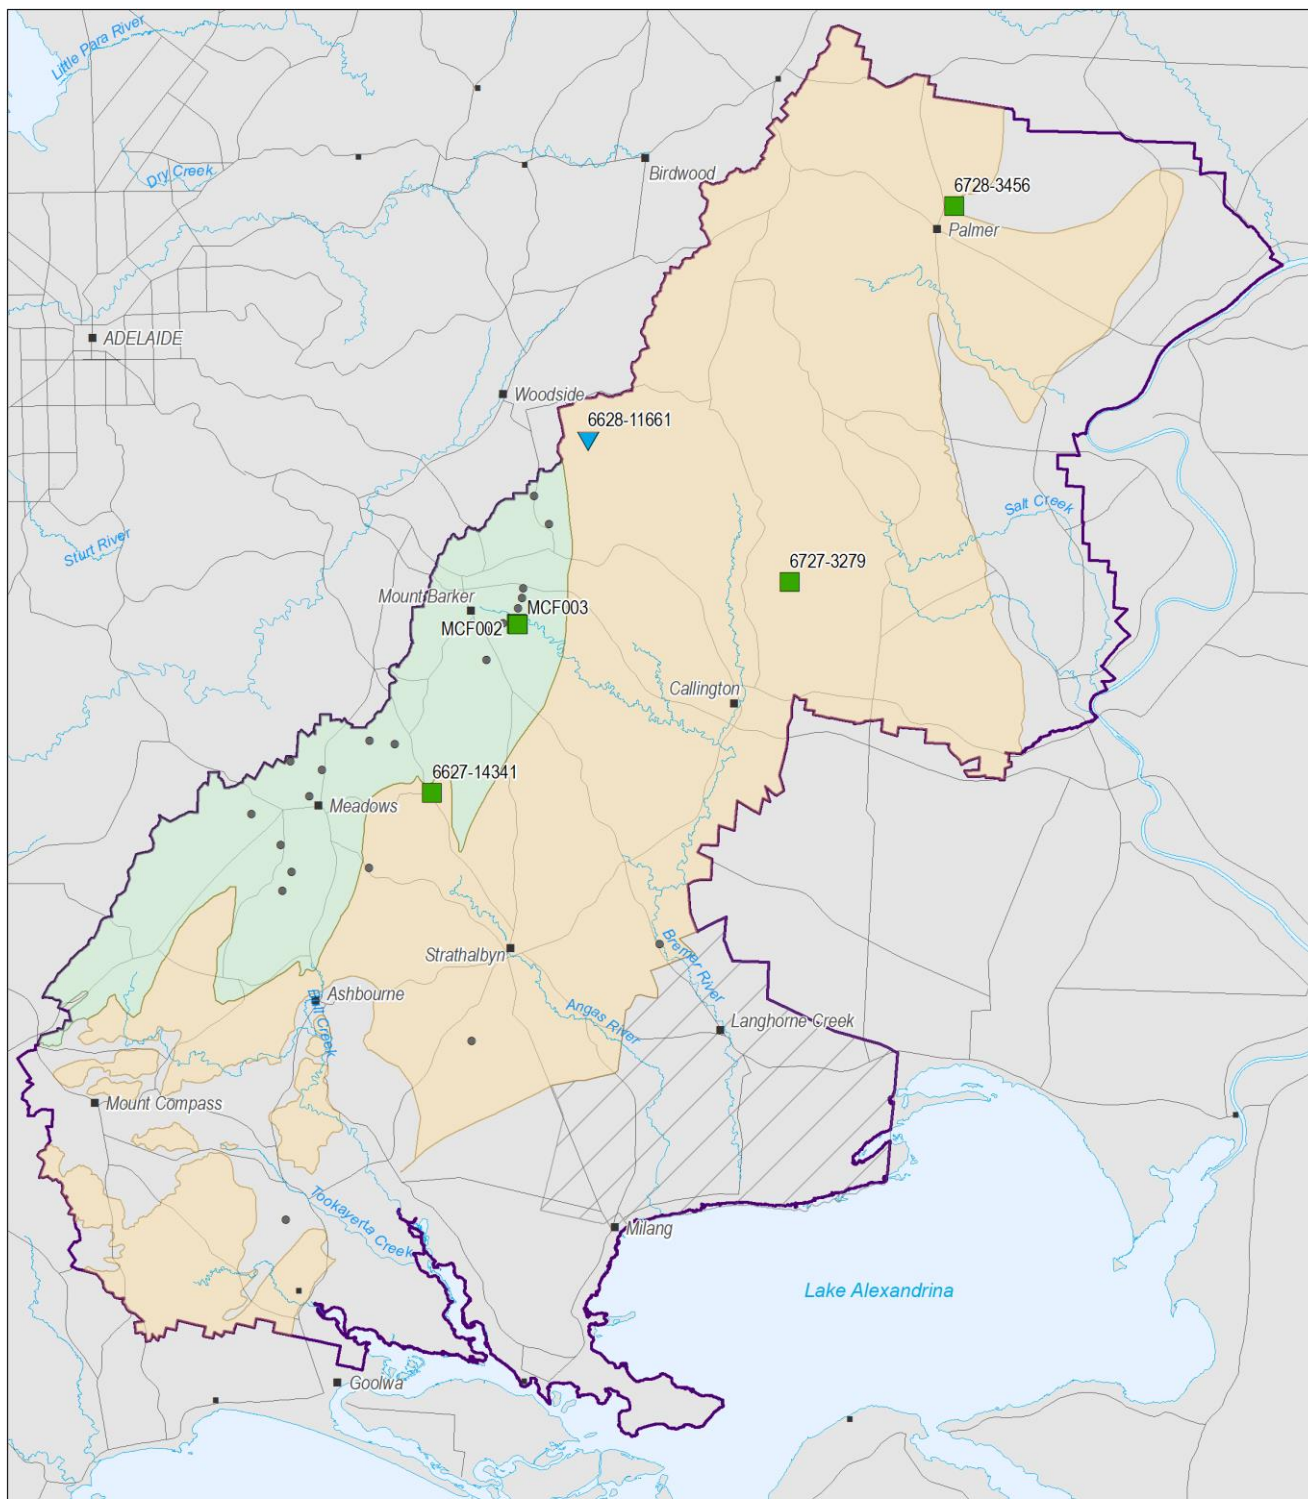 Little Para River
Dry Creek
Birdwood
6728-3456
Palmer
ADELAIDE
Woodside
6628-11661
Sturt River
Salt Creek
6727-3279
Mount Barker
MCF003
MCF002
Callington
6627-14341
Meadows
Strathalbyn
Bremer River
Ashbourne
Bull Creek
Angas River
Langhorne Creek
Mount Compass
Tookayerta Creek
Milang
Lake Alexandrina
Goolwa